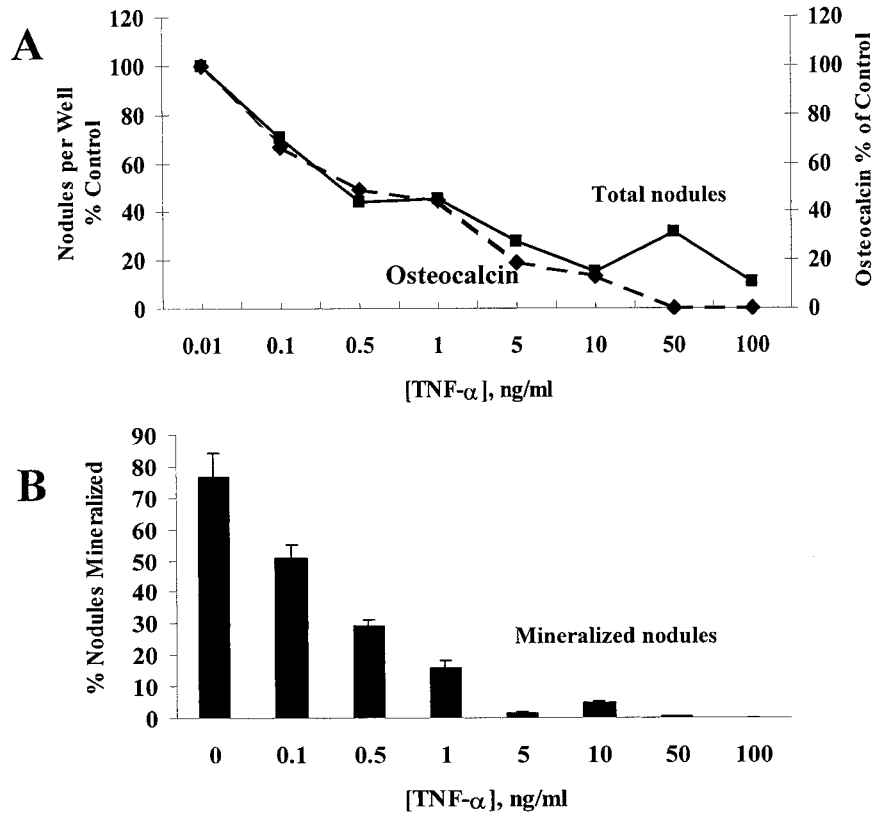 A
120
100
80
60
40
20
0
Nodules per Well
% Control
120
100
80
60
40
20
0
Osteocalcin % of Control
Total nodules
Osteocalcin
0.01 0.1 0.5 1 5 10 50 100
[TNF-α], ng/ml
B
90
80
70
60
50
40
30
20
10
0
% Nodules Mineralized
Mineralized nodules
0 0.1 0.5 1 5 10 50 100
[TNF-α], ng/ml